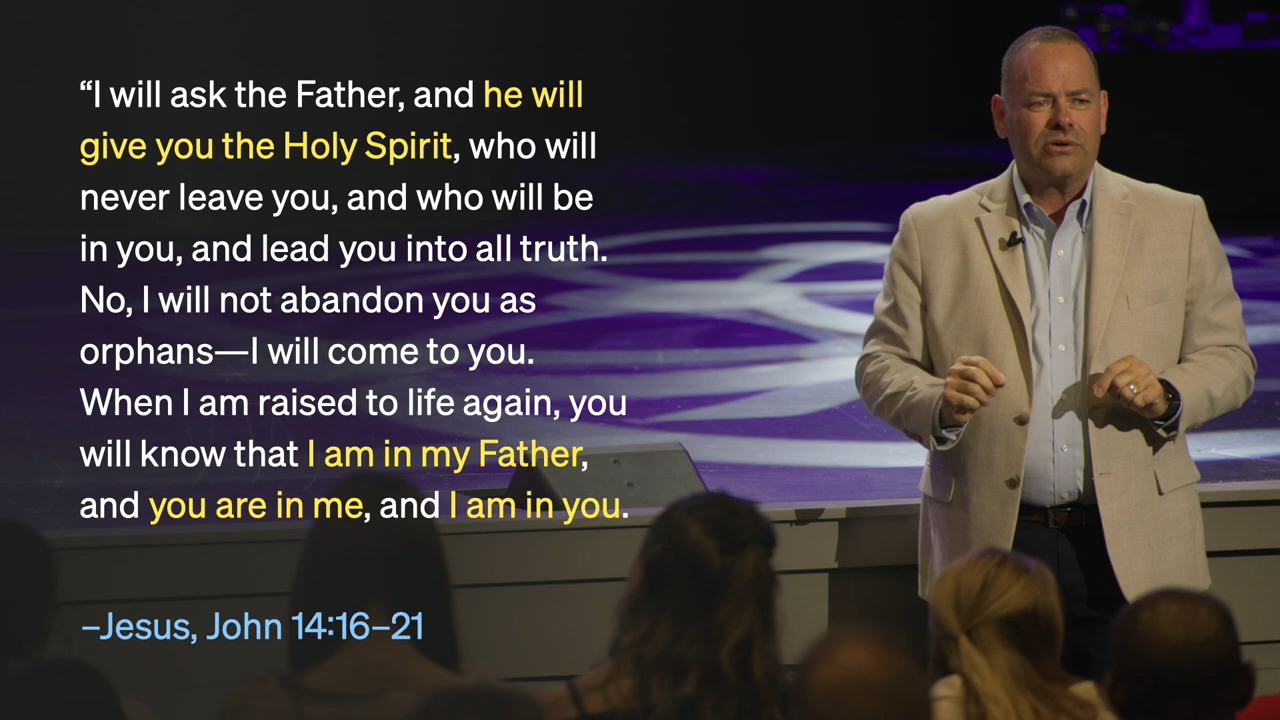 “I will ask the Father, and he will
give you the Holy Spirit, who will
never leave you, and who will be
in you, and lead you into all truth.
No, I will not abandon you as
orphans—I will come to you.
When I am raised to life again, you
will know that I am in my Father,
and you are in me, and I am in you.
–Jesus, John 14:16–21